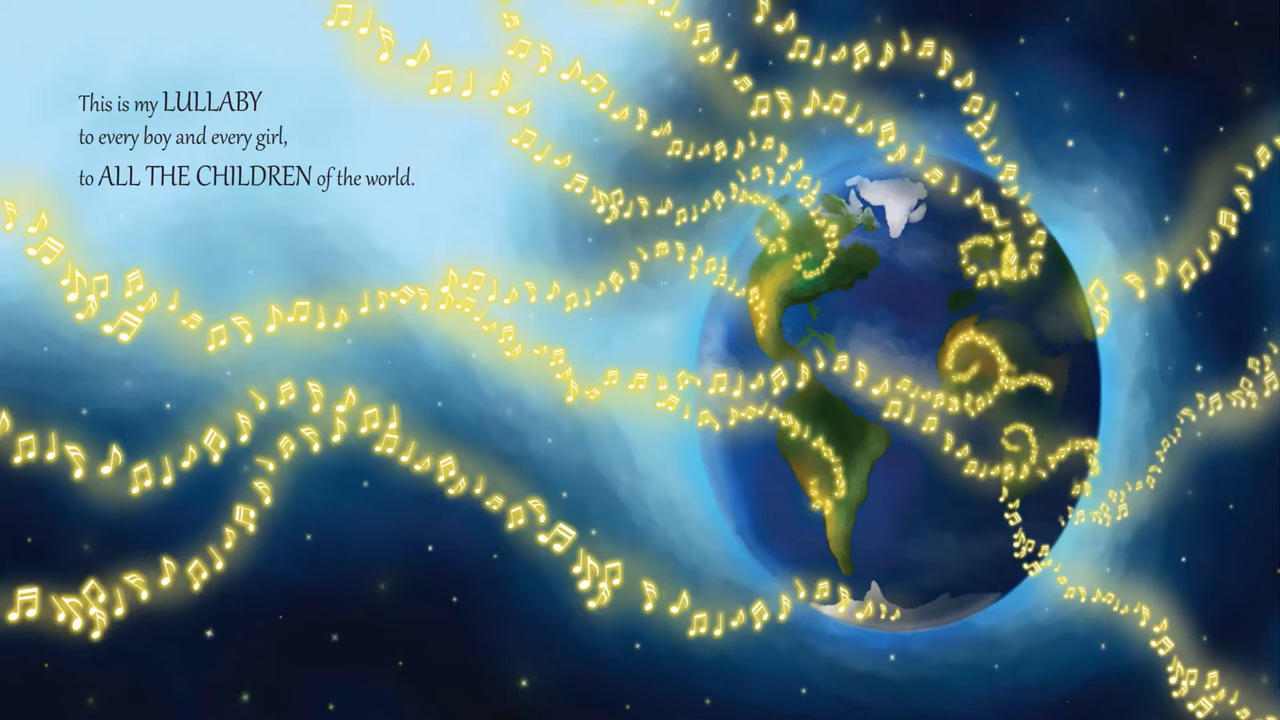 This is my LULLABY
to every boy and every girl,
to ALL THE CHILDREN of the world.